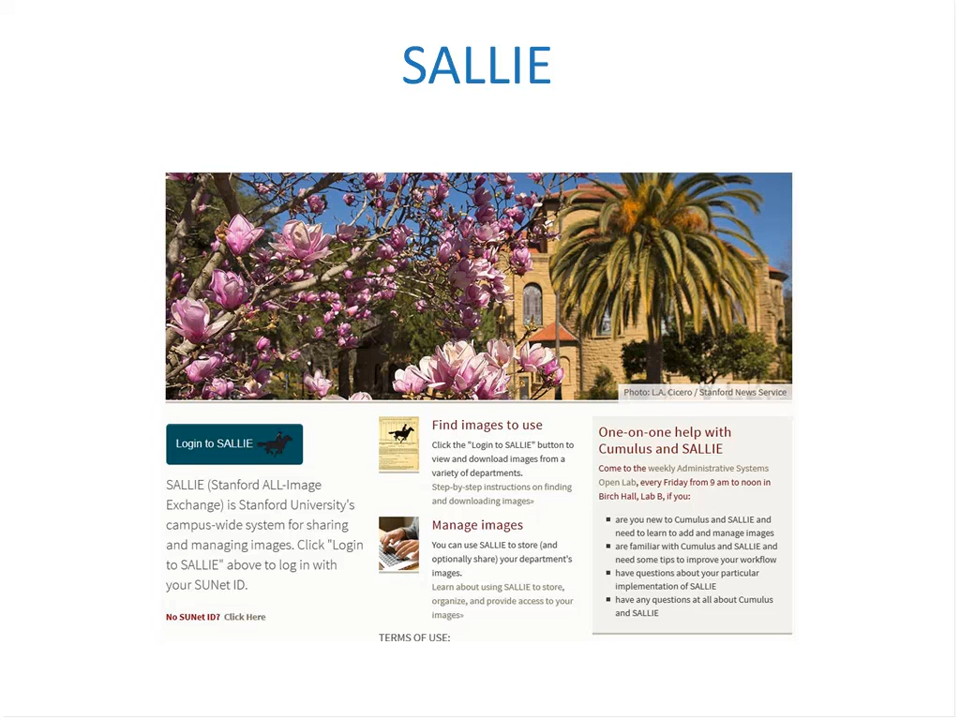 SALLIE
Photo: L.A. Cicero / Stanford News Service
Login to SALLIE
SALLIE (Stanford ALL-Image
Exchange) is Stanford University's
campus-wide system for sharing
and managing images. Click "Login
to SALLIE" above to log in with
your SUNet ID.
No SUNet ID? Click Here
Find images to use
Click the "Login to SALLIE" button to
view and download images from a
variety of departments.
Step-by-step instructions on finding
and downloading images»
Manage images
You can use SALLIE to store (and
optionally share) your department's
images.
Learn about using SALLIE to store,
organize, and provide access to your
images»
TERMS OF USE:
One-on-one help with
Cumulus and SALLIE
Come to the weekly Administrative Systems
Open Lab, every Friday from 9 am to noon in
Birch Hall, Lab B, if you:
are you new to Cumulus and SALLIE and
need to learn to add and manage images
are familiar with Cumulus and SALLIE and
need some tips to improve your workflow
have questions about your particular
implementation of SALLIE
have any questions at all about Cumulus
and SALLIE